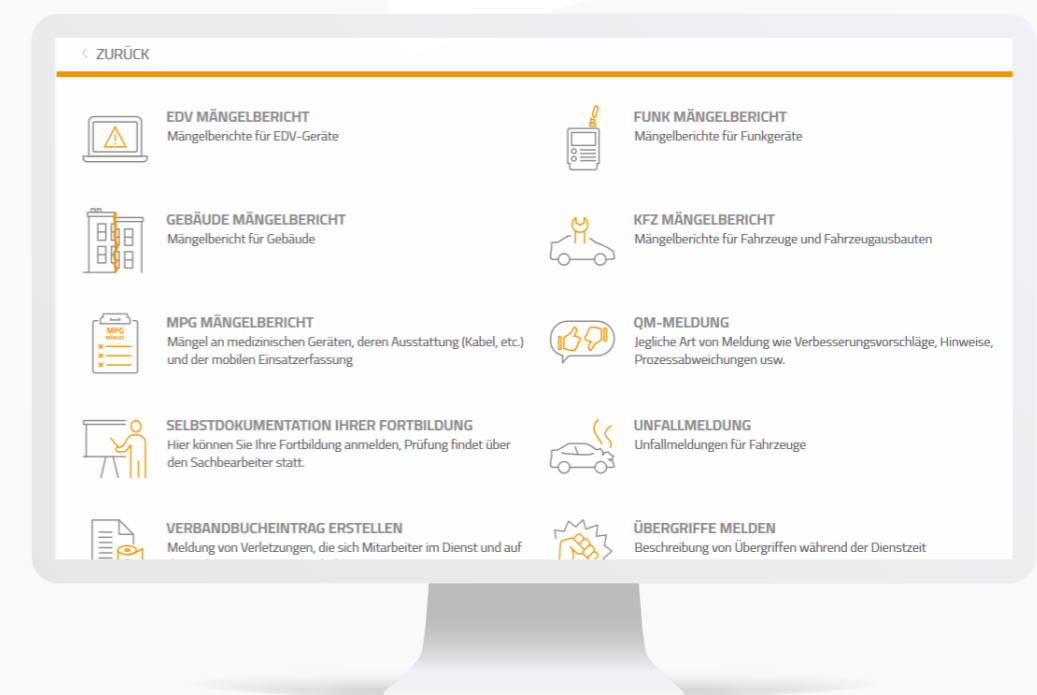 < ZURÜCK
EDV MÄNGELBERICHT
Mängelberichte für EDV-Geräte
FUNK MÄNGELBERICHT
Mängelberichte für Funkgeräte
GEBÄUDE MÄNGELBERICHT
Mängelbericht für Gebäude
KFZ MÄNGELBERICHT
Mängelberichte für Fahrzeuge und Fahrzeugausbauten
MPG
MPG MÄNGELBERICHT
Mängel an medizinischen Geräten, deren Ausstattung (Kabel, etc.)
und der mobilen Einsatzerfassung
QM-MELDUNG
Jegliche Art von Meldung wie Verbesserungsvorschläge, Hinweise,
Prozessabweichungen usw.
SELBSTDOKUMENTATION IHRER FORTBILDUNG
Hier können Sie Ihre Fortbildung anmelden, Prüfung findet über
den Sachbearbeiter statt.
UNFALLMELDUNG
Unfallmeldungen für Fahrzeuge
VERBANDBUCHEINTRAG ERSTELLEN
Meldung von Verletzungen, die sich Mitarbeiter im Dienst und auf
ÜBERGRIFFE MELDEN
Beschreibung von Übergriffen während der Dienstzeit